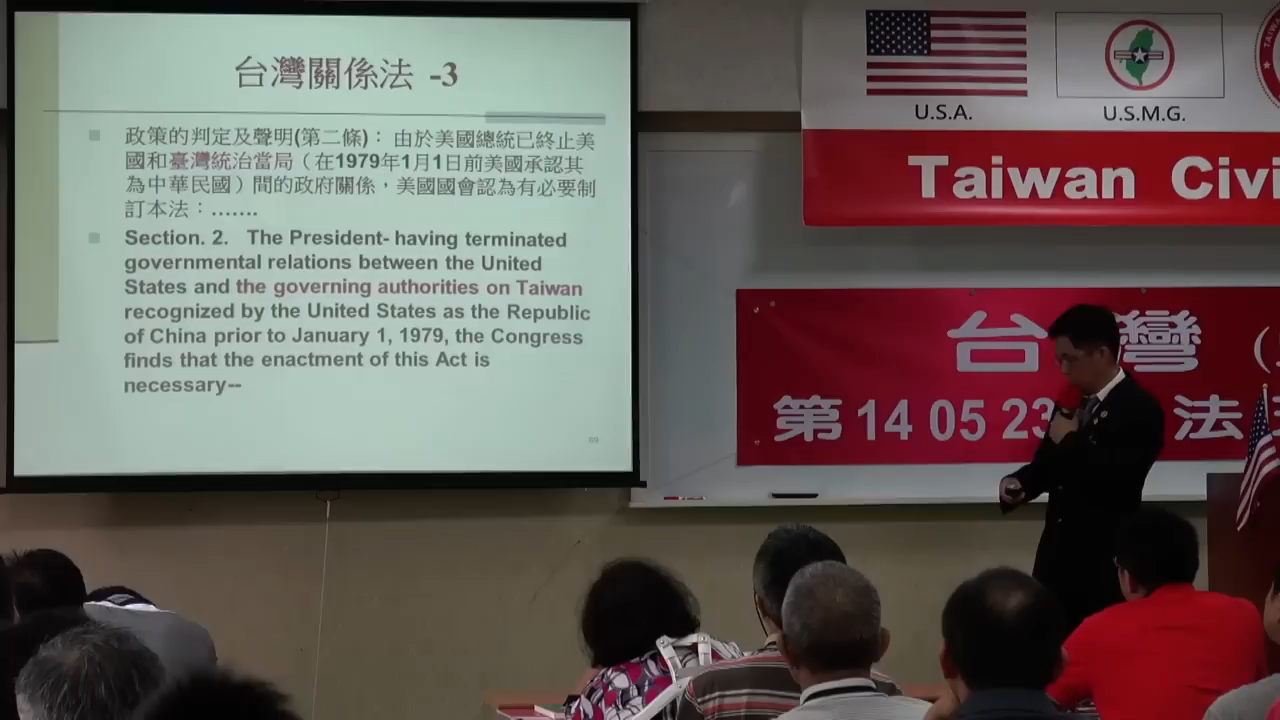 台灣關係法 -3
政策的判定及聲明(第二條)： 由於美國總統已終止美
國和臺灣統治當局（在1979年1月1日前美國承認其
為中華民國）間的政府關係，美國國會認為有必要制
訂本法：.......
Section. 2. The President- having terminated
governmental relations between the United
States and the governing authorities on Taiwan
recognized by the United States as the Republic
of China prior to January 1, 1979, the Congress
finds that the enactment of this Act is
necessary--
U.S.A.
U.S.M.G.
Taiwan Civi
台灣 (
第 14 05 23 法